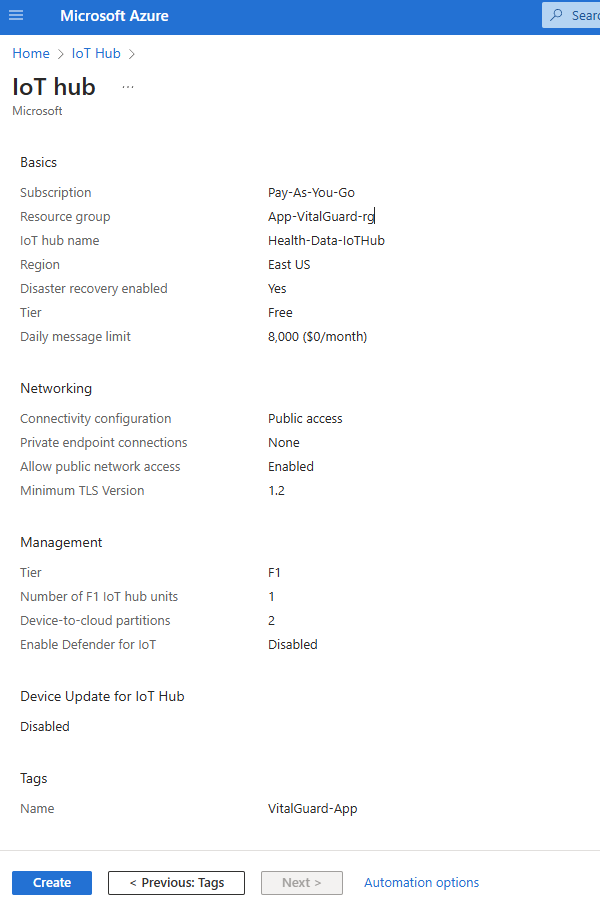 Microsoft Azure
Sear
Home > IoT Hub >
IoT hub ...
Microsoft
Basics
Subscription Pay-As-You-Go
Resource group App-VitalGuard-rg
IoT hub name Health-Data-IoTHub
Region East US
Disaster recovery enabled Yes
Tier Free
Daily message limit 8,000 ($0/month)
Networking
Connectivity configuration Public access
Private endpoint connections None
Allow public network access Enabled
Minimum TLS Version 1.2
Management
Tier F1
Number of F1 IoT hub units 1
Device-to-cloud partitions 2
Enable Defender for IoT Disabled
Device Update for IoT Hub
Disabled
Tags
Name VitalGuard-App
Create < Previous: Tags Next > Automation options